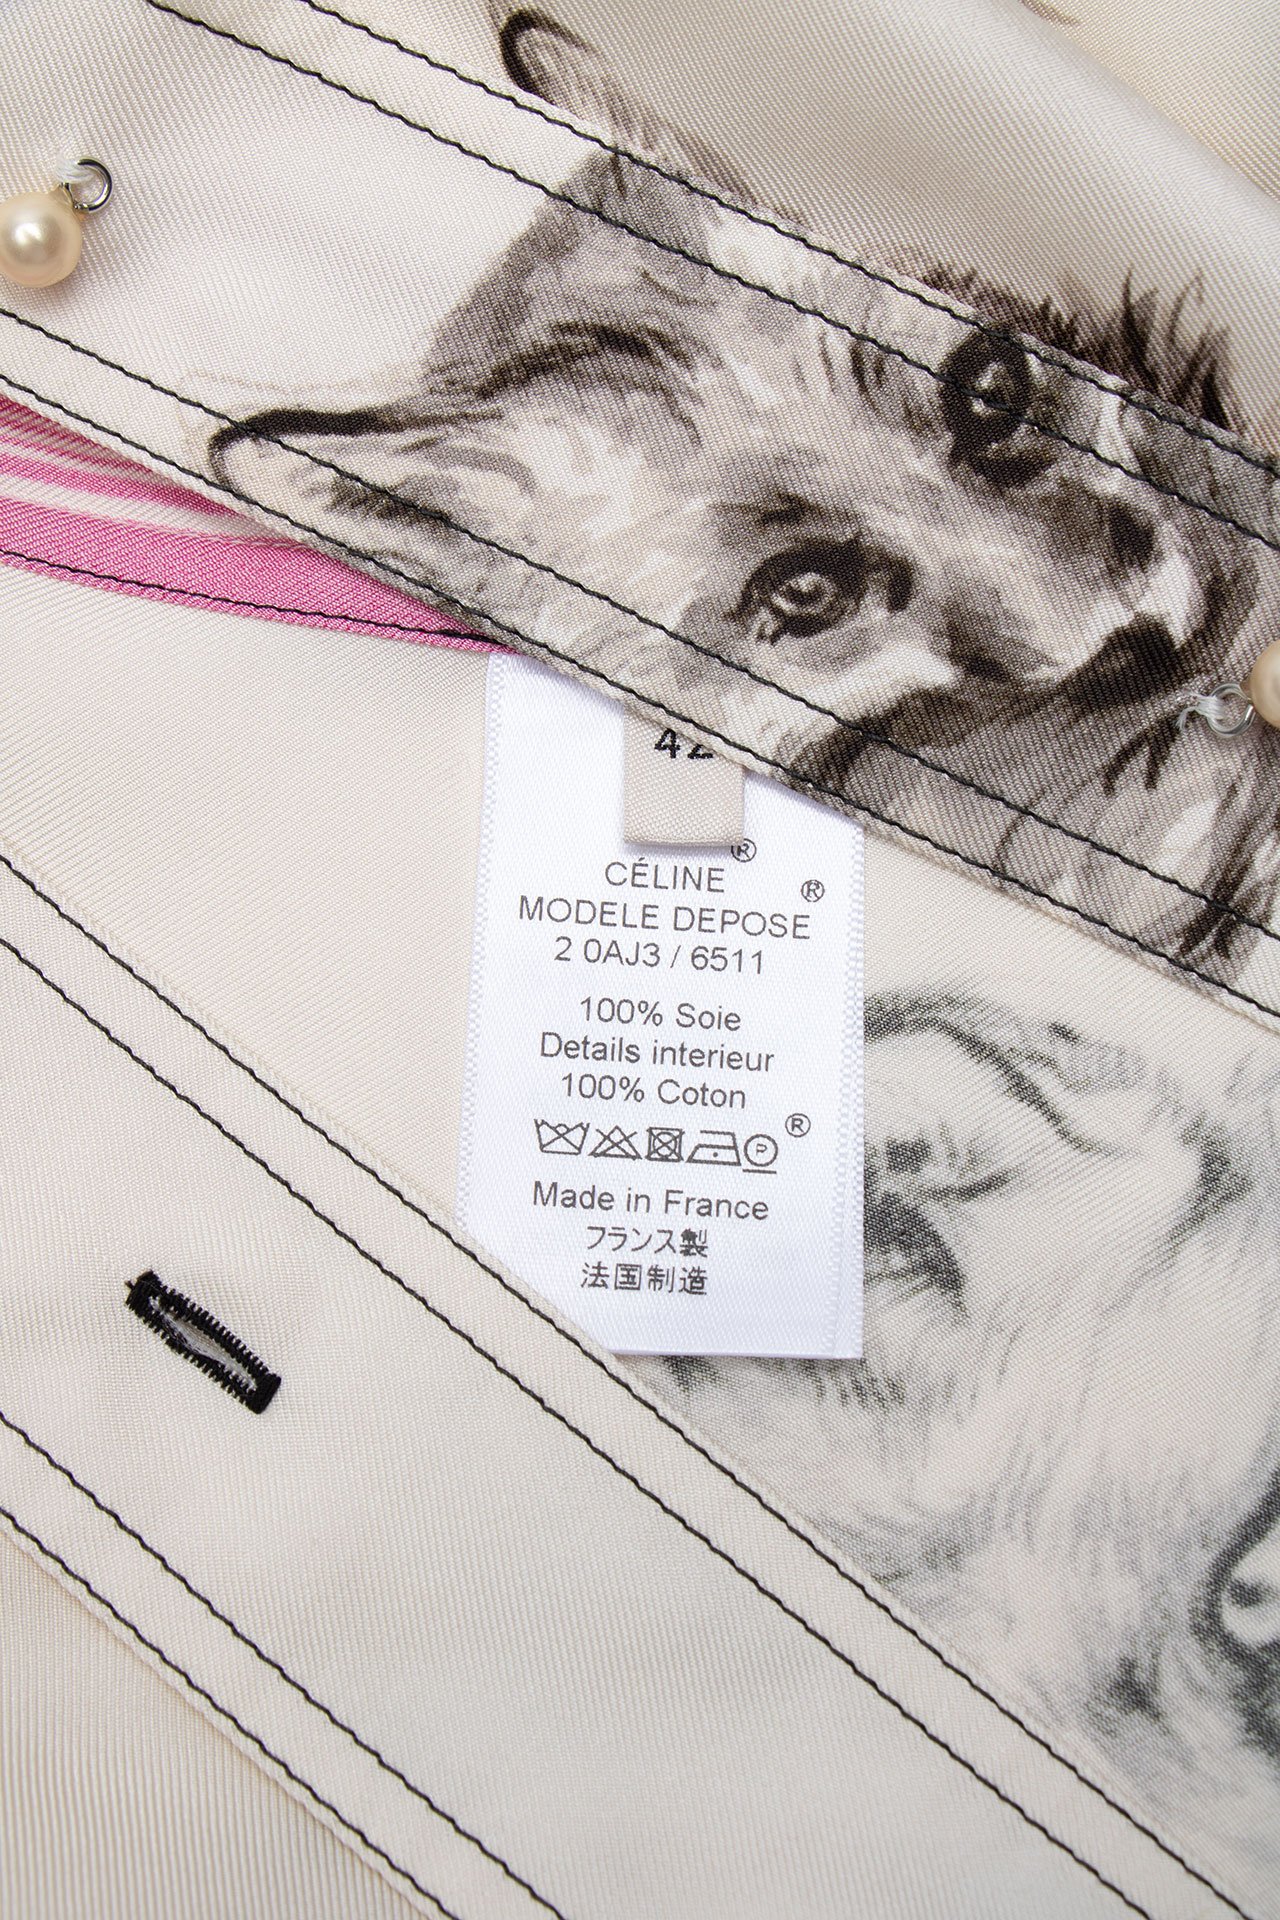 42
®
CÉLINE
MODELE DEPOSE ®
2 0AJ3 / 6511
100% Soie
Details interieur
100% Coton
P ®
Made in France
フランス製
法国制造